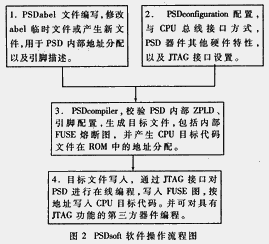 1. PSDabel 文件编写,修改
abel 临时文件或产生新文
件,用于 PSD 内部地址分配
以及引脚描述。
2. PSDconfiguration 配置,
与 CPU 总线接口方式,
PSD 器件其他硬件特性,
以及 JTAG 接口设置。
3. PSDcompiler,校验 PSD 内部 ZPLD、
引脚配置,生成目标文件,包括内部
FUSE 熔断图,并产生 CPU 目标代码
文件在 ROM 中的地址分配。
4. 目标文件写入,通过 JTAG 接口对
PSD 进行在线编程,写入 FUSE 图,按
地址写入 CPU 目标代码。并可对具有
JTAG 功能的第三方器件编程。
图 2 PSDsoft 软件操作流程图